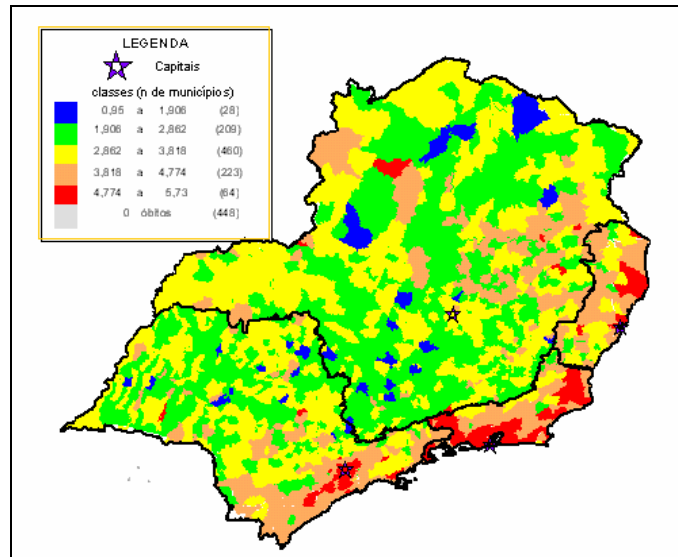 LEGENDA
Capitais
classes (n de municípios)
0,95 a 1,906 (28)
1,906 a 2,862 (209)
2,862 a 3,818 (460)
3,818 a 4,774 (223)
4,774 a 5,73 (64)
0 óbitos (448)